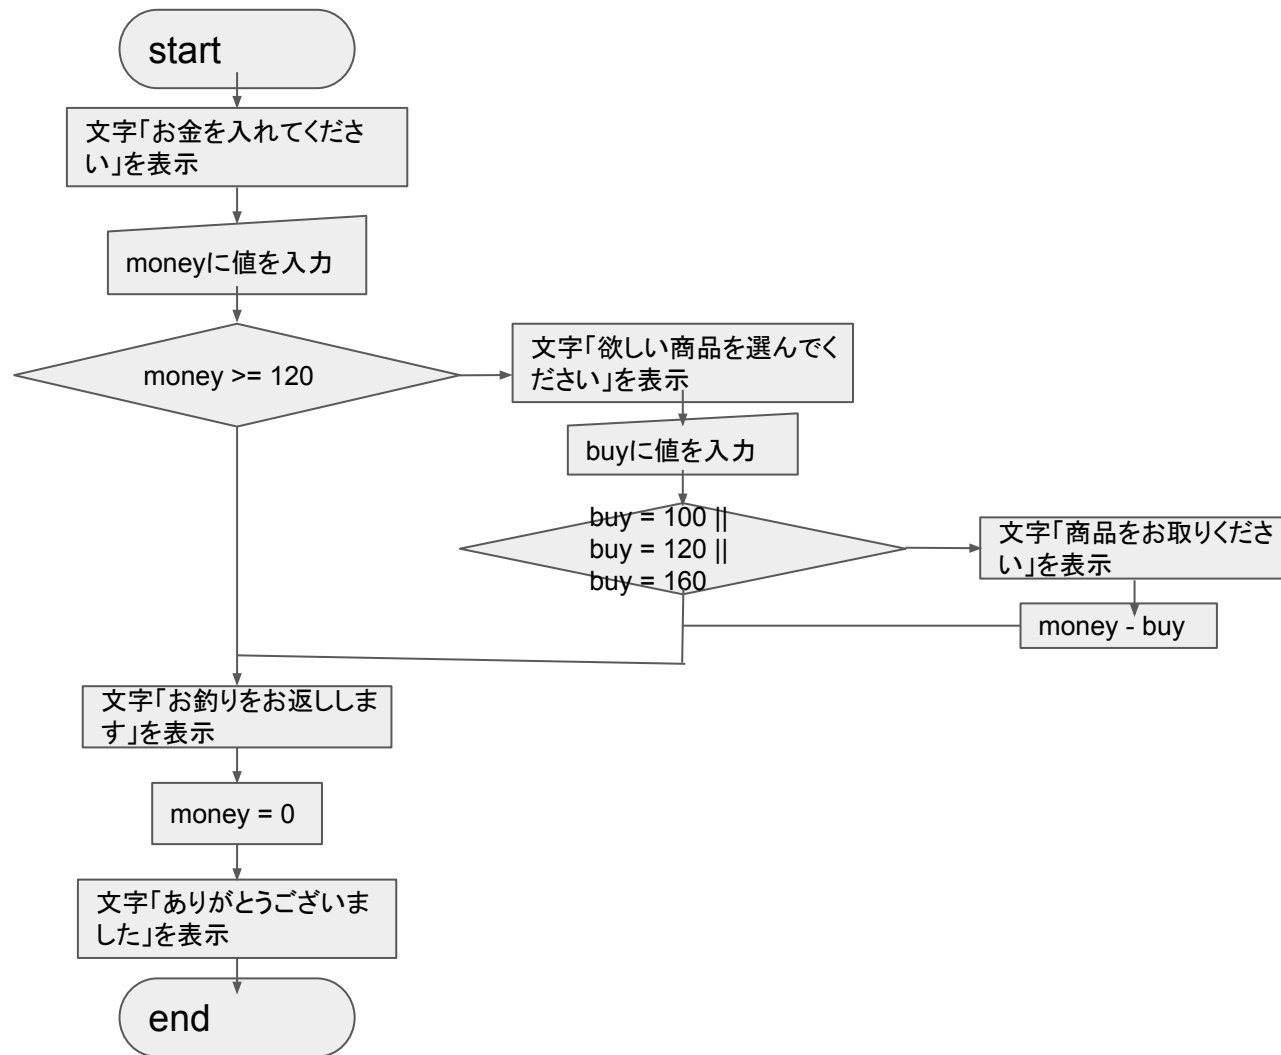 start
文字「お金を入れてくださ
い」を表示
moneyに値を入力
money >= 120
文字「欲しい商品を選んでく
ださい」を表示
buyに値を入力
buy = 100 ||
buy = 120 ||
buy = 160
文字「商品をお取りくださ
い」を表示
money - buy
文字「お釣りをお返ししま
す」を表示
money = 0
文字「ありがとうございま
した」を表示
end